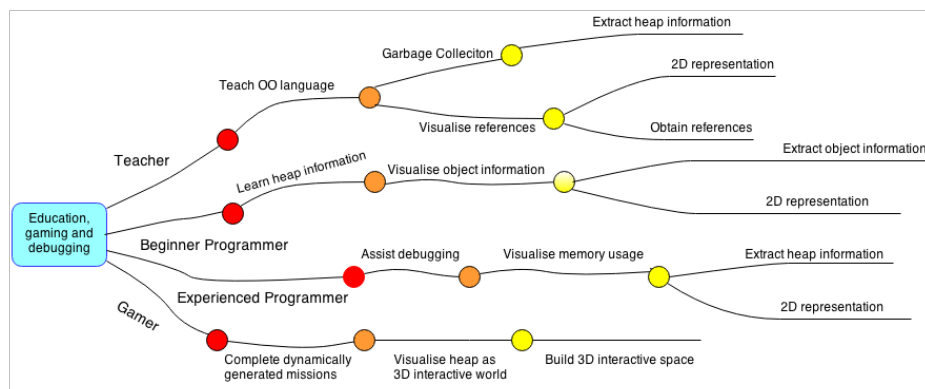 Extract heap information
Garbage Colleciton
2D representation
Teach OO language
Visualise references
Obtain references
Teacher
Extract object information
Learn heap information
Visualise object information
2D representation
Education,
gaming and
debugging
Beginner Programmer
Assist debugging
Visualise memory usage
Extract heap information
Experienced Programmer
2D representation
Gamer
Complete dynamically
generated missions
Visualise heap as
3D interactive world
Build 3D interactive space